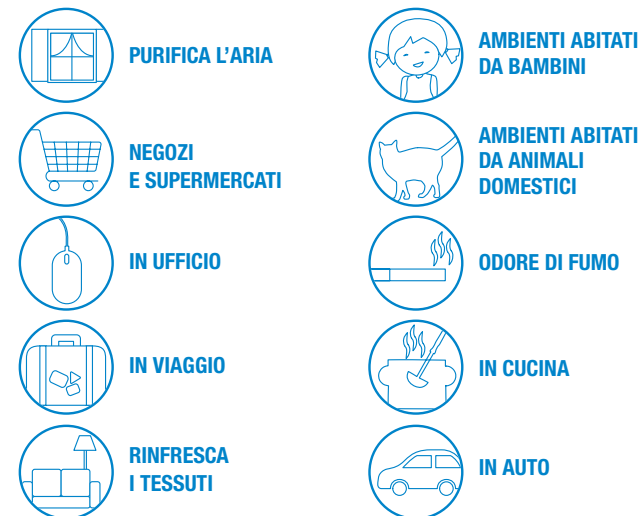 PURIFICA L’ARIA
NEGOZI
E SUPERMERCATI
IN UFFICIO
IN VIAGGIO
RINFRESCA
I TESSUTI
AMBIENTI ABITATI
DA BAMBINI
AMBIENTI ABITATI
DA ANIMALI
DOMESTICI
ODORE DI FUMO
IN CUCINA
IN AUTO